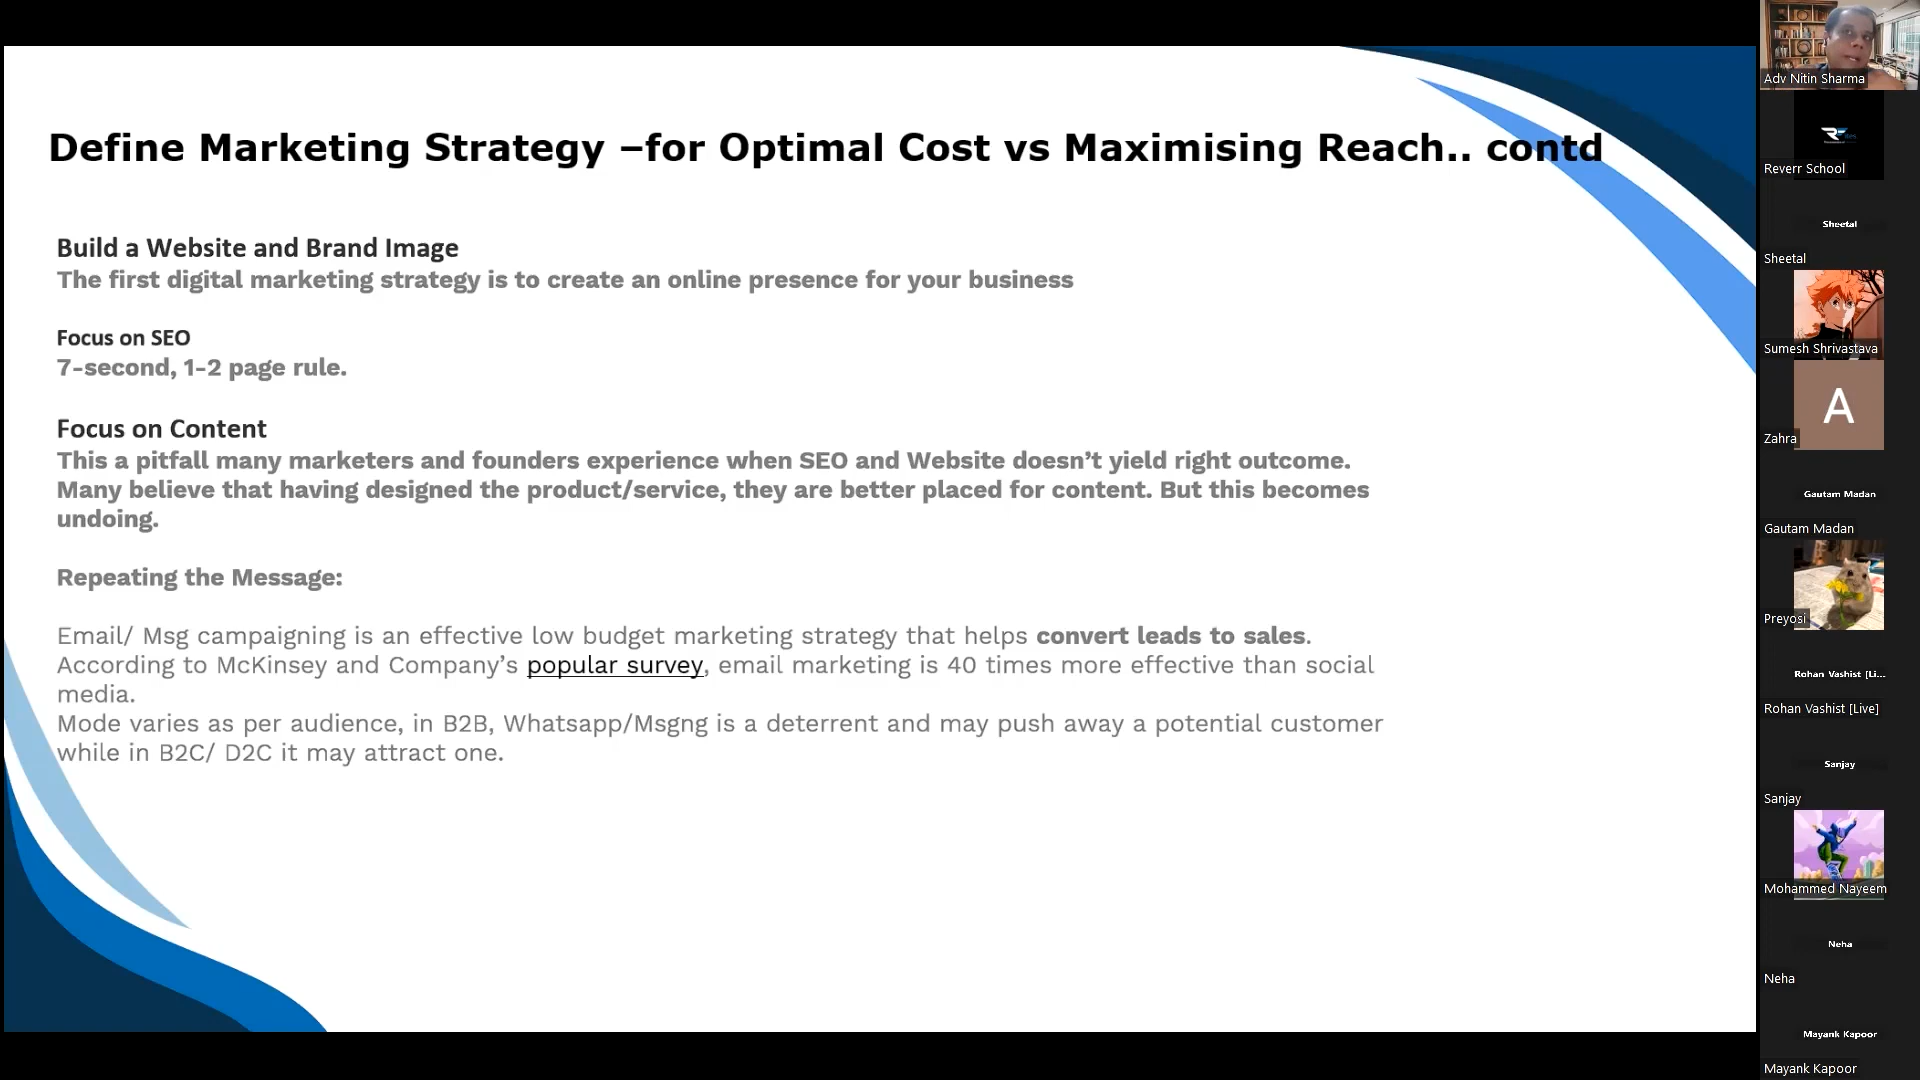 Define Marketing Strategy –for Optimal Cost vs Maximising Reach.. contd
Build a Website and Brand Image
The first digital marketing strategy is to create an online presence for your business
Focus on SEO
7-second, 1-2 page rule.
Focus on Content
This a pitfall many marketers and founders experience when SEO and Website doesn’t yield right outcome.
Many believe that having designed the product/service, they are better placed for content. But this becomes
undoing.
Repeating the Message:
Email/ Msg campaigning is an effective low budget marketing strategy that helps convert leads to sales.
According to McKinsey and Company’s popular survey, email marketing is 40 times more effective than social
media.
Mode varies as per audience, in B2B, Whatsapp/Msgng is a deterrent and may push away a potential customer
while in B2C/ D2C it may attract one.
Adv Nitin Sharma
Reverr School
Sheetal
Sheetal
Sumesh Shrivastava
A
Zahra
Gautam Madan
Gautam Madan
Preyosi
Rohan Vashist [Li...
Rohan Vashist [Live]
Sanjay
Sanjay
Mohammed Nayeem
Neha
Neha
Mayank Kapoor
Mayank Kapoor